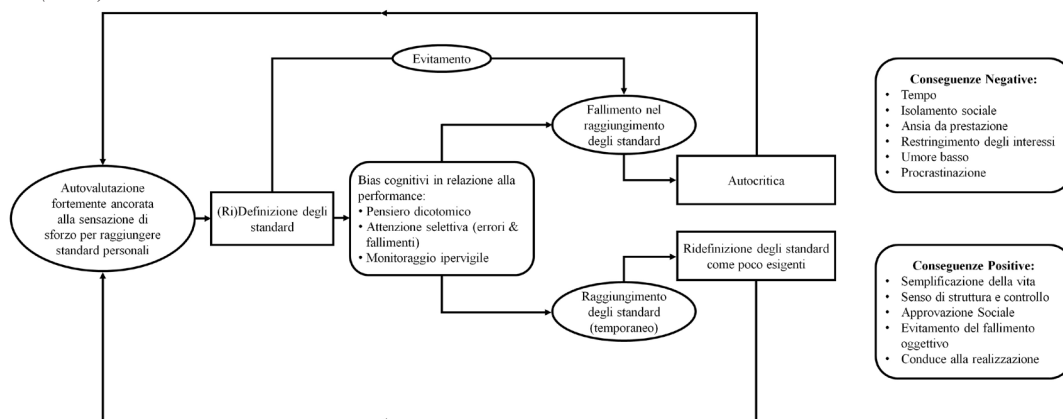 Evitamento
Fallimento nel
raggiungimento
degli standard
Autovalutazione
fortemente ancorata
alla sensazione di
sforzo per raggiungere
standard personali
(Ri)Definizione degli
standard
Bias cognitivi in relazione alla
performance:
• Pensiero dicotomico
• Attenzione selettiva (errori &
fallimenti)
• Monitoraggio ipervigile
Autocritica
Ridefinizione degli standard
come poco esigenti
Raggiungimento
degli standard
(temporaneo)
Conseguenze Negative:
• Tempo
• Isolamento sociale
• Ansia da prestazione
• Restringimento degli interessi
• Umore basso
• Procrastinazione
Conseguenze Positive:
• Semplificazione della vita
• Senso di struttura e controllo
• Approvazione Sociale
• Evitamento del fallimento
oggettivo
• Conduce alla realizzazione